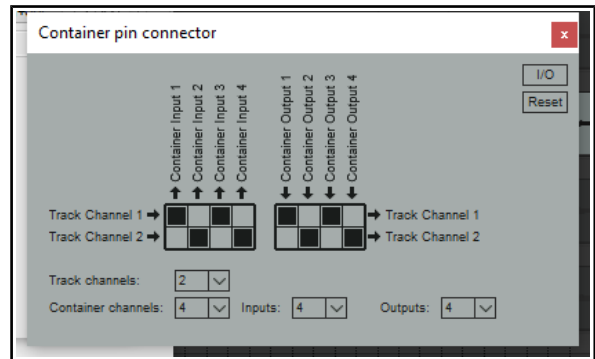 Container pin connector
x
I/O
Reset
Container Input 1
Container Input 2
Container Input 3
Container Input 4
Container Output 1
Container Output 2
Container Output 3
Container Output 4
Track Channel 1
Track Channel 1
Track Channel 2
Track Channel 2
Track channels: 2
Container channels: 4 Inputs: 4 Outputs: 4